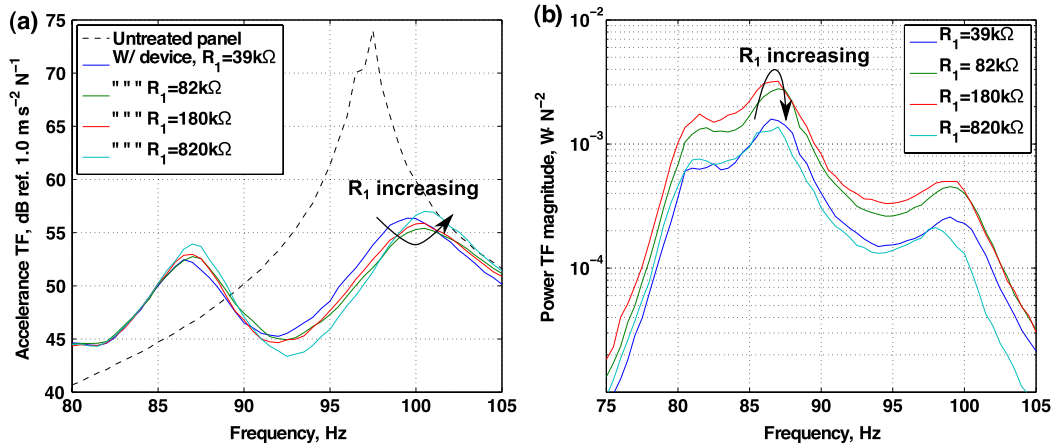 (a)
Accelerance TF, dB ref. 1.0 m s⁻² N⁻¹
75
70
65
60
55
50
45
40
Untreated panel
W/ device, R₁=39kΩ
" " " R₁=82kΩ
" " " R₁=180kΩ
" " " R₁=820kΩ
R₁ increasing
80 85 90 95 100 105
Frequency, Hz
(b)
Power TF magnitude, W N⁻²
10⁻²
10⁻³
10⁻⁴
R₁ increasing
R₁=39kΩ
R₁= 82kΩ
R₁=180kΩ
R₁=820kΩ
75 80 85 90 95 100 105
Frequency, Hz